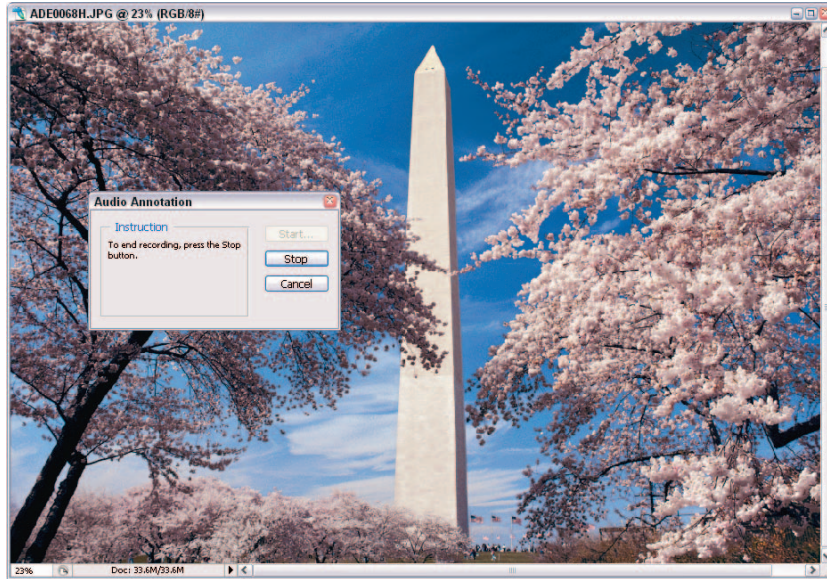 ADE0068H.JPG @ 23% (RGB/8#)
Audio Annotation
Instruction
To end recording, press the Stop
button.
Start...
Stop
Cancel
23%
Doc: 33.6M/33.6M